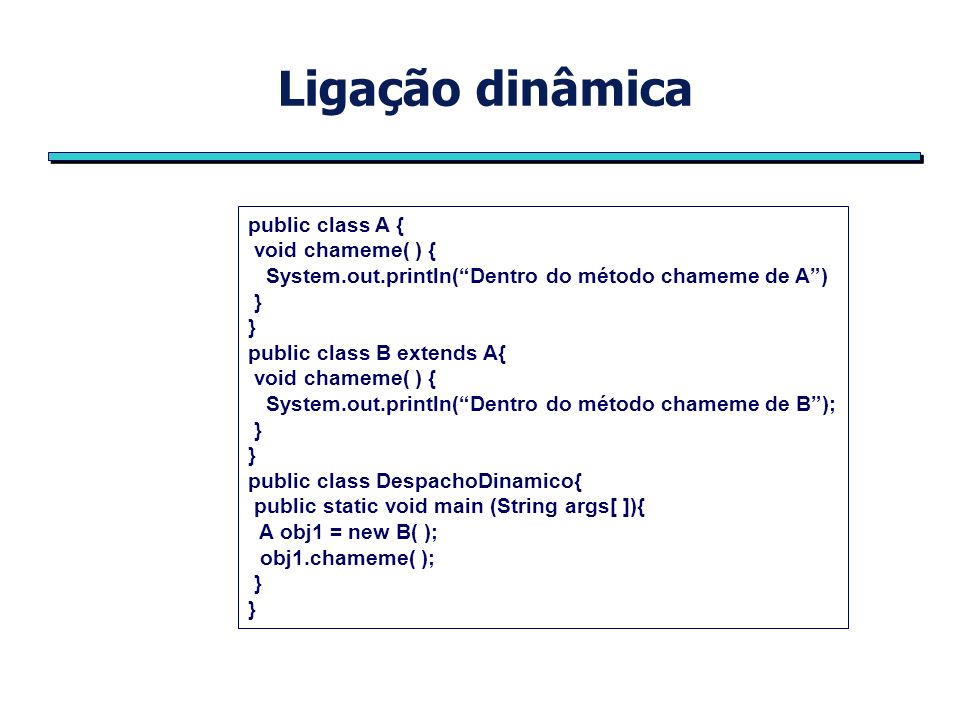 Ligação dinâmica
public class A {
void chameme( ) {
System.out.println(“Dentro do método chameme de A”)
}
}
public class B extends A{
void chameme( ) {
System.out.println(“Dentro do método chameme de B”);
}
}
public class DespachoDinamico{
public static void main (String args[ ]){
A obj1 = new B( );
obj1.chameme( );
}
}